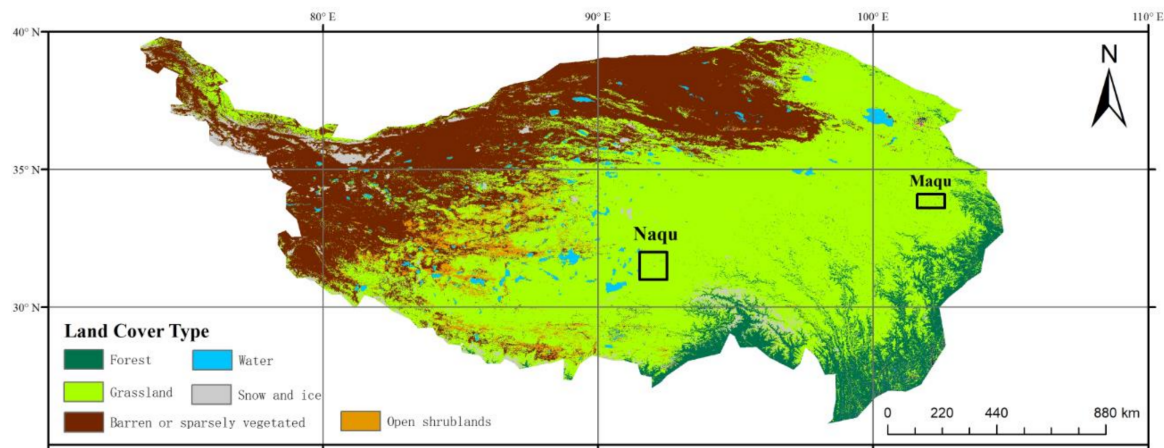 80° E 90° E 100° E 110° E
40° N
N
35° N
Maqu
Naqu
30° N
Land Cover Type
Forest Water
Grassland Snow and ice
Barren or sparsely vegetated Open shrublands
0 220 440 880 km